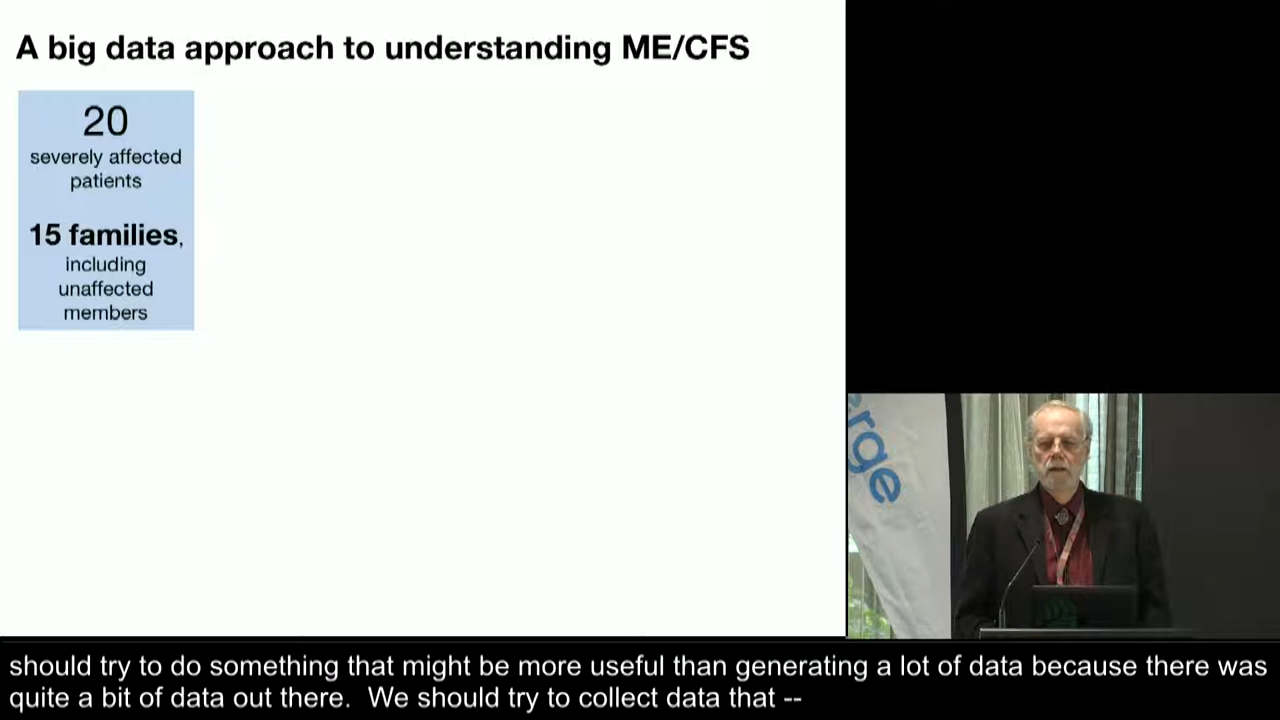 A big data approach to understanding ME/CFS
20
severely affected
patients
15 families,
including
unaffected
members
erge
should try to do something that might be more useful than generating a lot of data because there was
quite a bit of data out there.  We should try to collect data that --